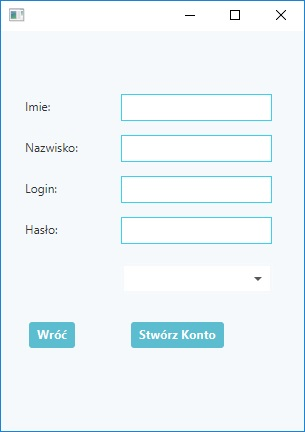 Imie:
Nazwisko:
Login:
Hasło:
Wróć
Stwórz Konto